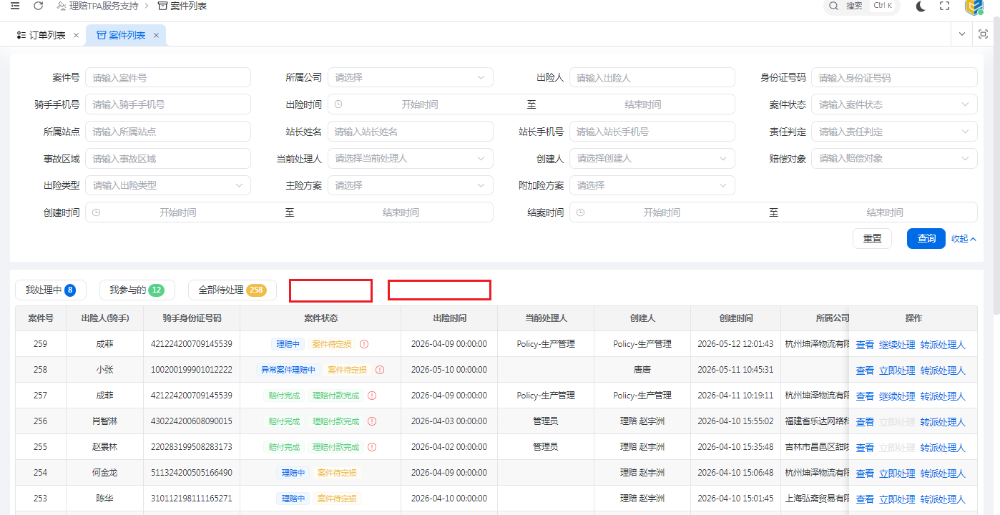 理赔TPA服务支持 > 案件列表 搜索 Ctrl K
订单列表 × 案件列表 ×
案件号 请输入案件号 所属公司 请选择 出险人 请输入出险人 身份证号码 请输入身份证号码
骑手手机号 请输入骑手手机号 出险时间 开始时间 至 结束时间 案件状态 请输入案件状态
所属站点 请输入所属站点 站长姓名 请输入站长姓名 站长手机号 请输入站长手机号 责任判定 请输入责任判定
事故区域 请输入事故区域 当前处理人 请选择当前处理人 创建人 请选择创建人 赔偿对象 请输入赔偿对象
出险类型 请输入出险类型 主险方案 请选择 附加险方案 请选择
创建时间 开始时间 至 结束时间 结案时间 开始时间 至 结束时间
重置 查询 收起
我处理中 8 我参与的 12 全部待处理 258
案件号 出险人(骑手) 骑手身份证号码 案件状态 出险时间 当前处理人 创建人 创建时间 所属公司 操作
259 成菲 421224200709145539 理赔中 案件待定损 2026-04-09 00:00:00 Policy-生产管理 Policy-生产管理 2026-05-12 12:01:43 杭州坤泽物流有限 查看 继续处理 转派处理人
258 小张 100200199901012222 异常案件理赔中 案件待定损 2026-05-10 00:00:00 唐唐 2026-05-11 10:45:31 查看 立即处理 转派处理人
257 成菲 421224200709145539 赔付完成 理赔付款完成 2026-04-09 00:00:00 Policy-生产管理 Policy-生产管理 2026-04-11 10:19:11 杭州坤泽物流有限 查看 继续处理 转派处理人
256 肖智淋 430224200608090015 赔付完成 理赔付款完成 2026-04-03 00:00:00 管理员 理赔 赵宇洲 2026-04-10 15:55:02 福建省乐达网络科 查看 立即处理 转派处理人
255 赵景林 220283199508283173 赔付完成 理赔付款完成 2026-04-02 00:00:00 管理员 理赔 赵宇洲 2026-04-10 15:35:48 吉林市昌邑区甜 查看 立即处理 转派处理人
254 何金龙 511324200505166490 理赔中 案件待定损 2026-04-09 00:00:00 理赔 赵宇洲 2026-04-10 15:06:48 杭州坤泽物流有限 查看 立即处理 转派处理人
253 陈华 310112198111165271 理赔中 案件待定损 2026-04-10 00:00:00 理赔 赵宇洲 2026-04-10 15:01:45 上海弘斋贸易有限 查看 立即处理 转派处理人